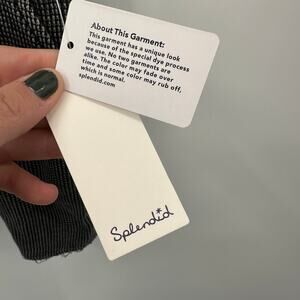 About This Garment:
This garment has a unique look
because of the special dye process
we use. No two garments are
alike. The color may fade over
time and some color may rub off,
which is normal.
splendid.com
Splendid